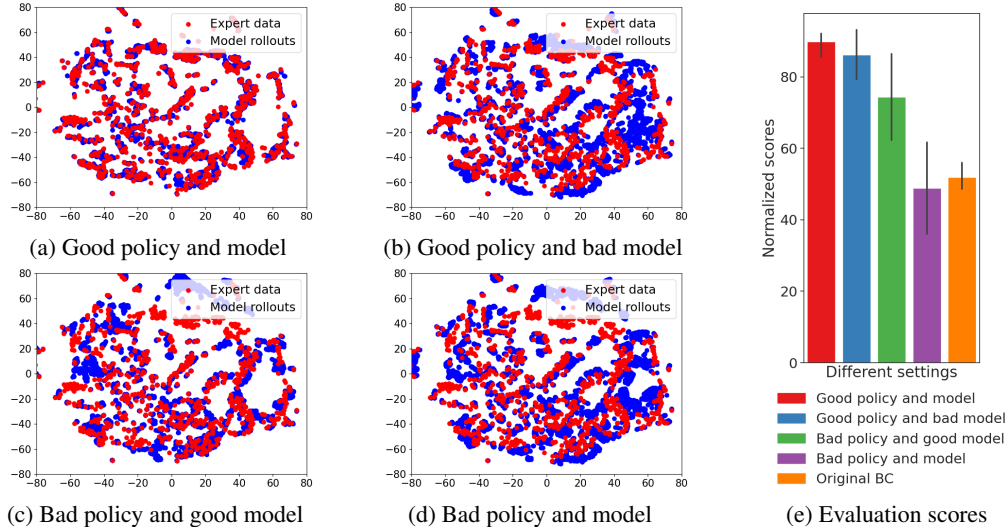 80
60
40
20
0
−20
−40
−60
−80
−80 −60 −40 −20 0 20 40 60 80
Expert data
Model rollouts
(a) Good policy and model
80
60
40
20
0
−20
−40
−60
−80
−80 −60 −40 −20 0 20 40 60 80
Expert data
Model rollouts
(b) Good policy and bad model
80
60
40
20
0
−20
−40
−60
−80
−80 −60 −40 −20 0 20 40 60 80
Expert data
Model rollouts
(c) Bad policy and good model
80
60
40
20
0
−20
−40
−60
−80
−80 −60 −40 −20 0 20 40 60 80
Expert data
Model rollouts
(d) Bad policy and model
Normalized scores
80
60
40
20
0
Different settings
Good policy and model
Good policy and bad model
Bad policy and good model
Bad policy and model
Original BC
(e) Evaluation scores